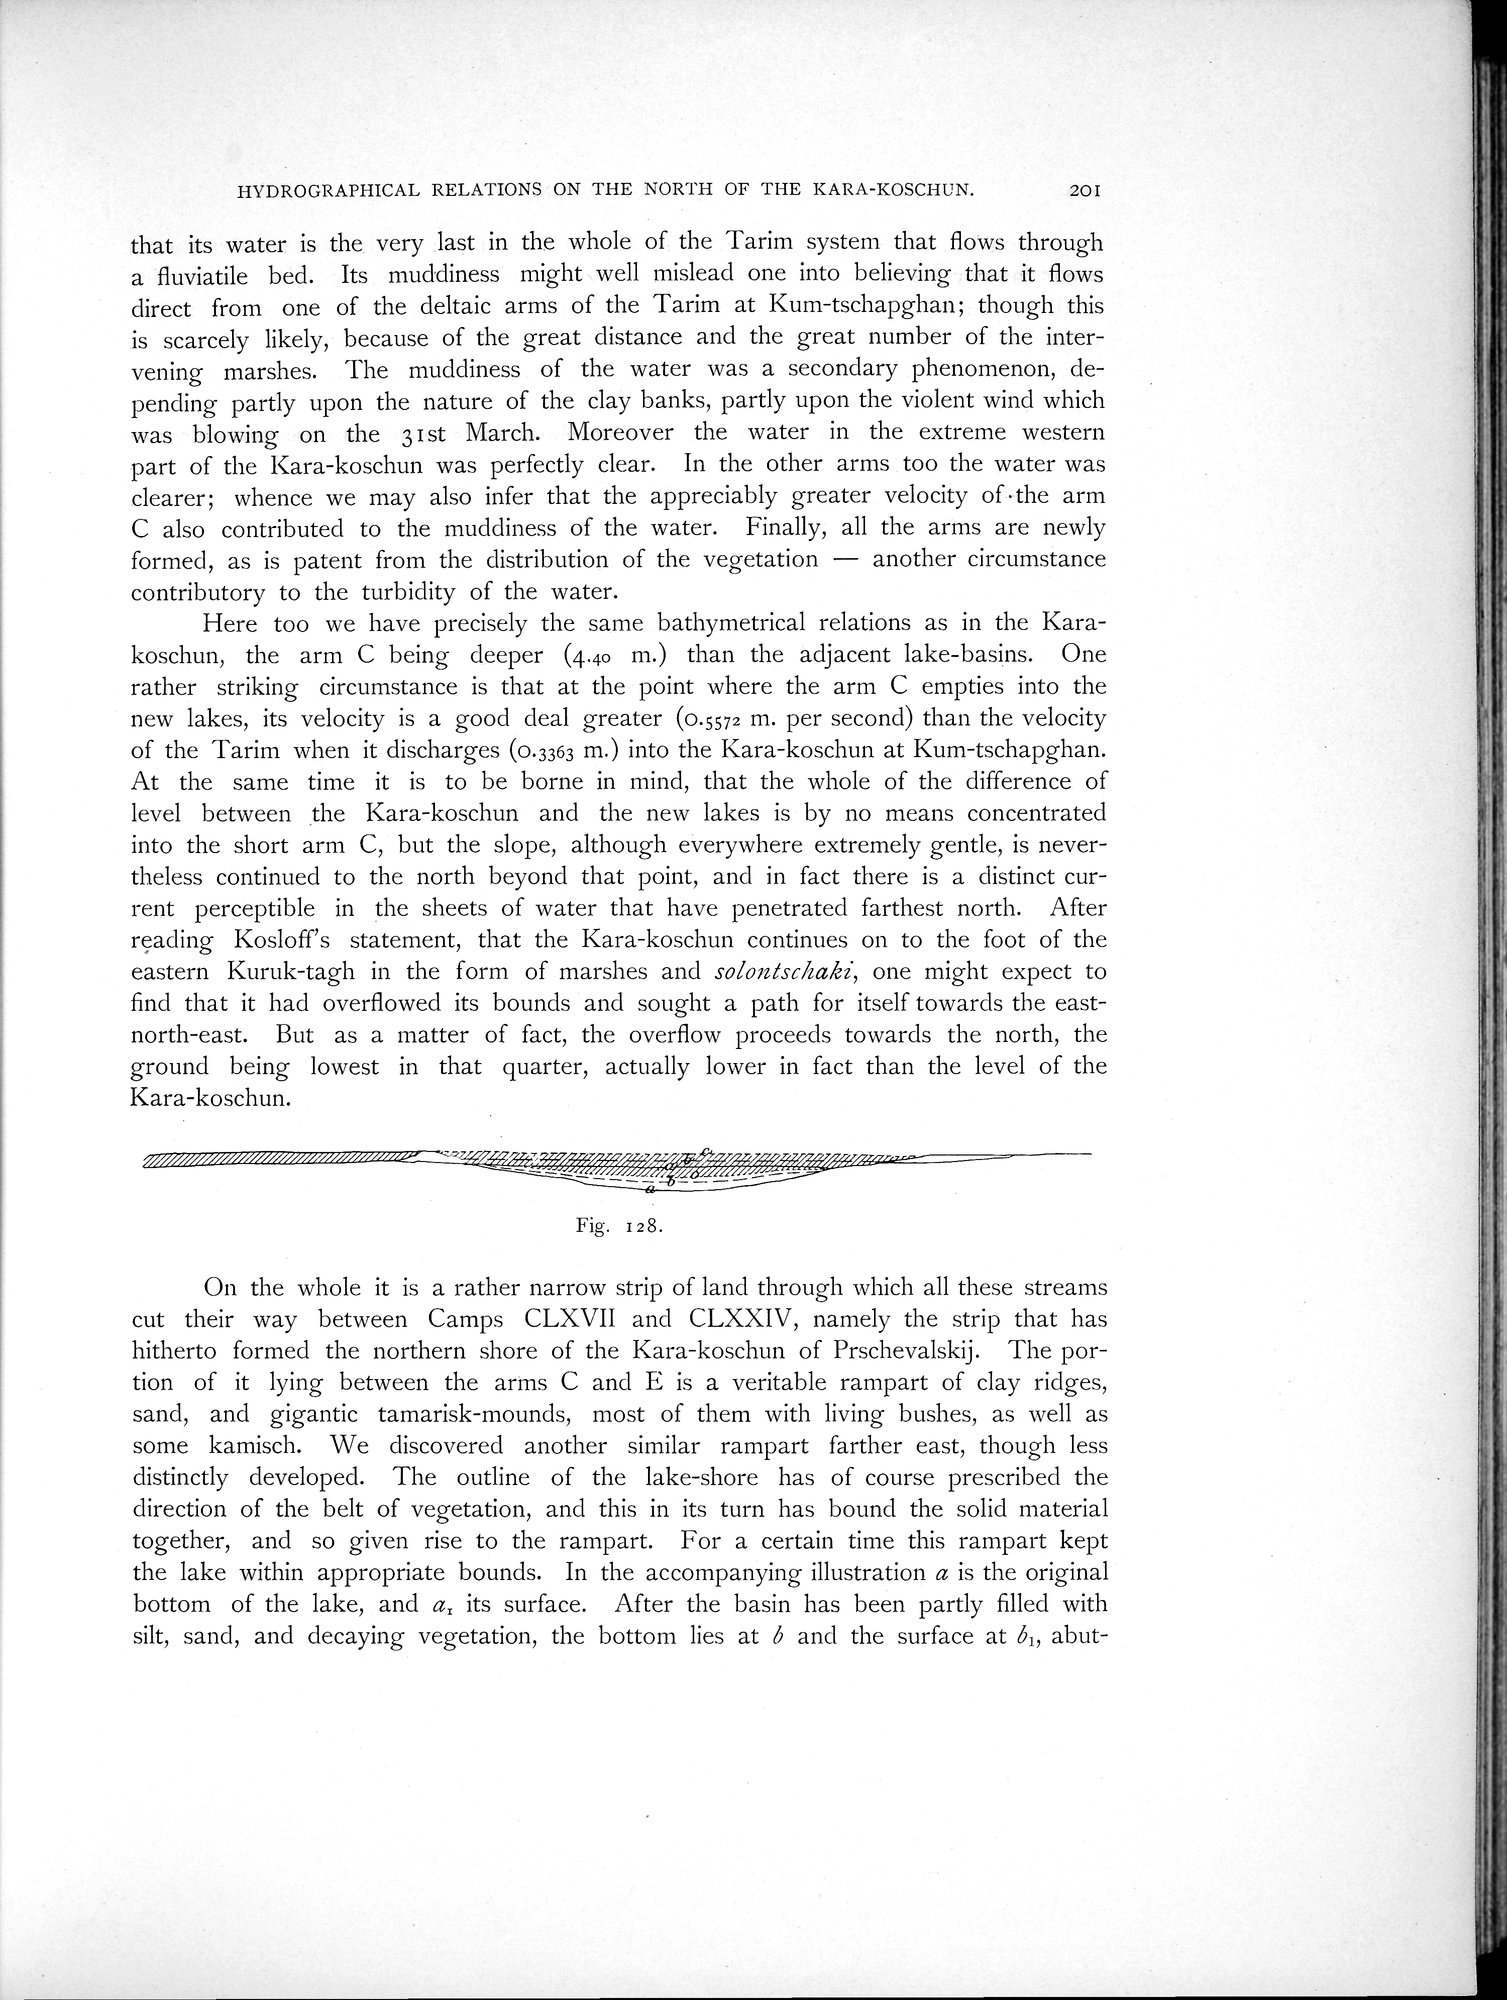 HYDROGRAPHICAL RELATIONS ON THE NORTH OF THE KARA-KOSCHUN. 201
that its water is the very last in the whole of the Tarim system that flows through
a fluviatile bed. Its muddiness might well mislead one into believing that it flows
direct from one of the deltaic arms of the Tarim at Kum-tschapghan; though this
is scarcely likely, because of the great distance and the great number of the inter-
vening marshes. The muddiness of the water was a secondary phenomenon, de-
pending partly upon the nature of the clay banks, partly upon the violent wind which
was blowing on the 31st March. Moreover the water in the extreme western
part of the Kara-koschun was perfectly clear. In the other arms too the water was
clearer; whence we may also infer that the appreciably greater velocity of the arm
C also contributed to the muddiness of the water. Finally, all the arms are newly
formed, as is patent from the distribution of the vegetation — another circumstance
contributory to the turbidity of the water.
Here too we have precisely the same bathymetrical relations as in the Kara-
koschun, the arm C being deeper (4.40 m.) than the adjacent lake-basins. One
rather striking circumstance is that at the point where the arm C empties into the
new lakes, its velocity is a good deal greater (0.5572 m. per second) than the velocity
of the Tarim when it discharges (0.3363 m.) into the Kara-koschun at Kum-tschapghan.
At the same time it is to be borne in mind, that the whole of the difference of
level between the Kara-koschun and the new lakes is by no means concentrated
into the short arm C, but the slope, although everywhere extremely gentle, is never-
theless continued to the north beyond that point, and in fact there is a distinct cur-
rent perceptible in the sheets of water that have penetrated farthest north. After
reading Kosloff's statement, that the Kara-koschun continues on to the foot of the
eastern Kuruk-tagh in the form of marshes and solontschaki, one might expect to
find that it had overflowed its bounds and sought a path for itself towards the east-
north-east. But as a matter of fact, the overflow proceeds towards the north, the
ground being lowest in that quarter, actually lower in fact than the level of the
Kara-koschun.
a b c
Fig. 128.
On the whole it is a rather narrow strip of land through which all these streams
cut their way between Camps CLXVII and CLXXIV, namely the strip that has
hitherto formed the northern shore of the Kara-koschun of Prschevalskij. The por-
tion of it lying between the arms C and E is a veritable rampart of clay ridges,
sand, and gigantic tamarisk-mounds, most of them with living bushes, as well as
some kamisch. We discovered another similar rampart farther east, though less
distinctly developed. The outline of the lake-shore has of course prescribed the
direction of the belt of vegetation, and this in its turn has bound the solid material
together, and so given rise to the rampart. For a certain time this rampart kept
the lake within appropriate bounds. In the accompanying illustration a is the original
bottom of the lake, and a₁ its surface. After the basin has been partly filled with
silt, sand, and decaying vegetation, the bottom lies at b and the surface at b₁, abut-